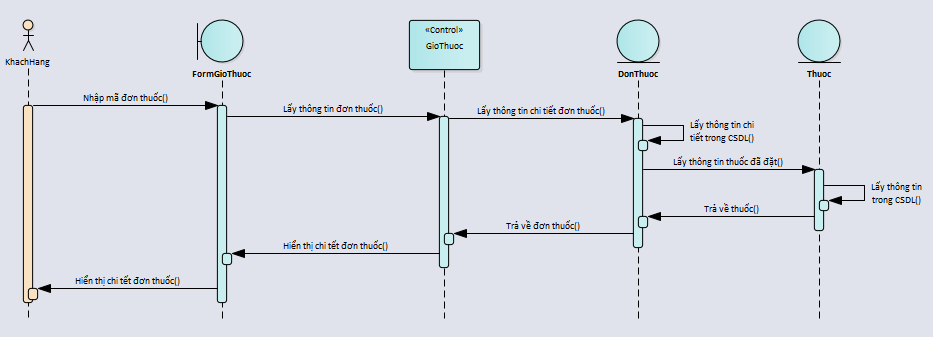 «Control»
GioThuoc
KhachHang
FormGioThuoc
DonThuoc
Thuoc
Nhập mã đơn thuốc()
Lấy thông tin đơn thuốc()
Lấy thông tin chi tiết đơn thuốc()
Lấy thông tin chi
tiết trong CSDL()
Lấy thông tin thuốc đã đặt()
Lấy thông tin
trong CSDL()
Trả về thuốc()
Trả về đơn thuốc()
Hiển thị chi tết đơn thuốc()
Hiển thị chi tết đơn thuốc()